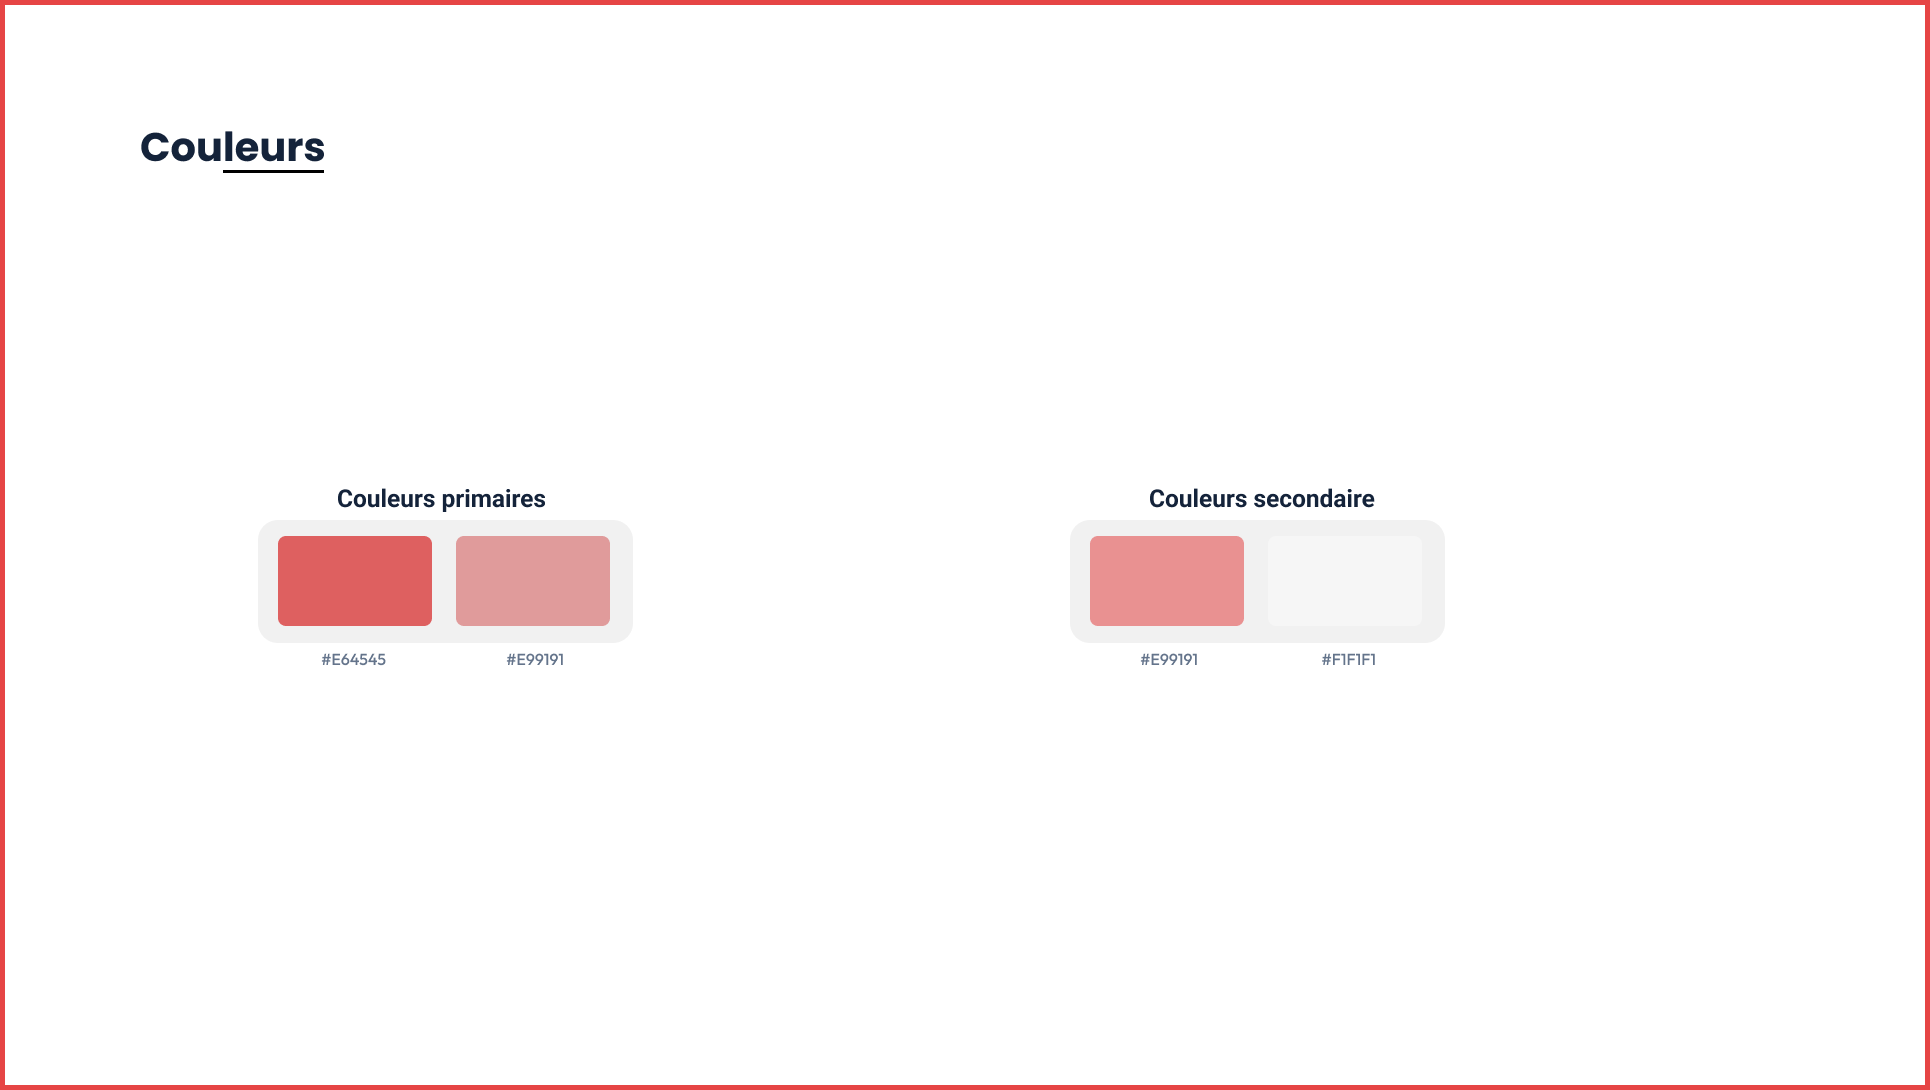 Couleurs
Couleurs primaires
#E64545 #E99191
Couleurs secondaire
#E99191 #F1F1F1